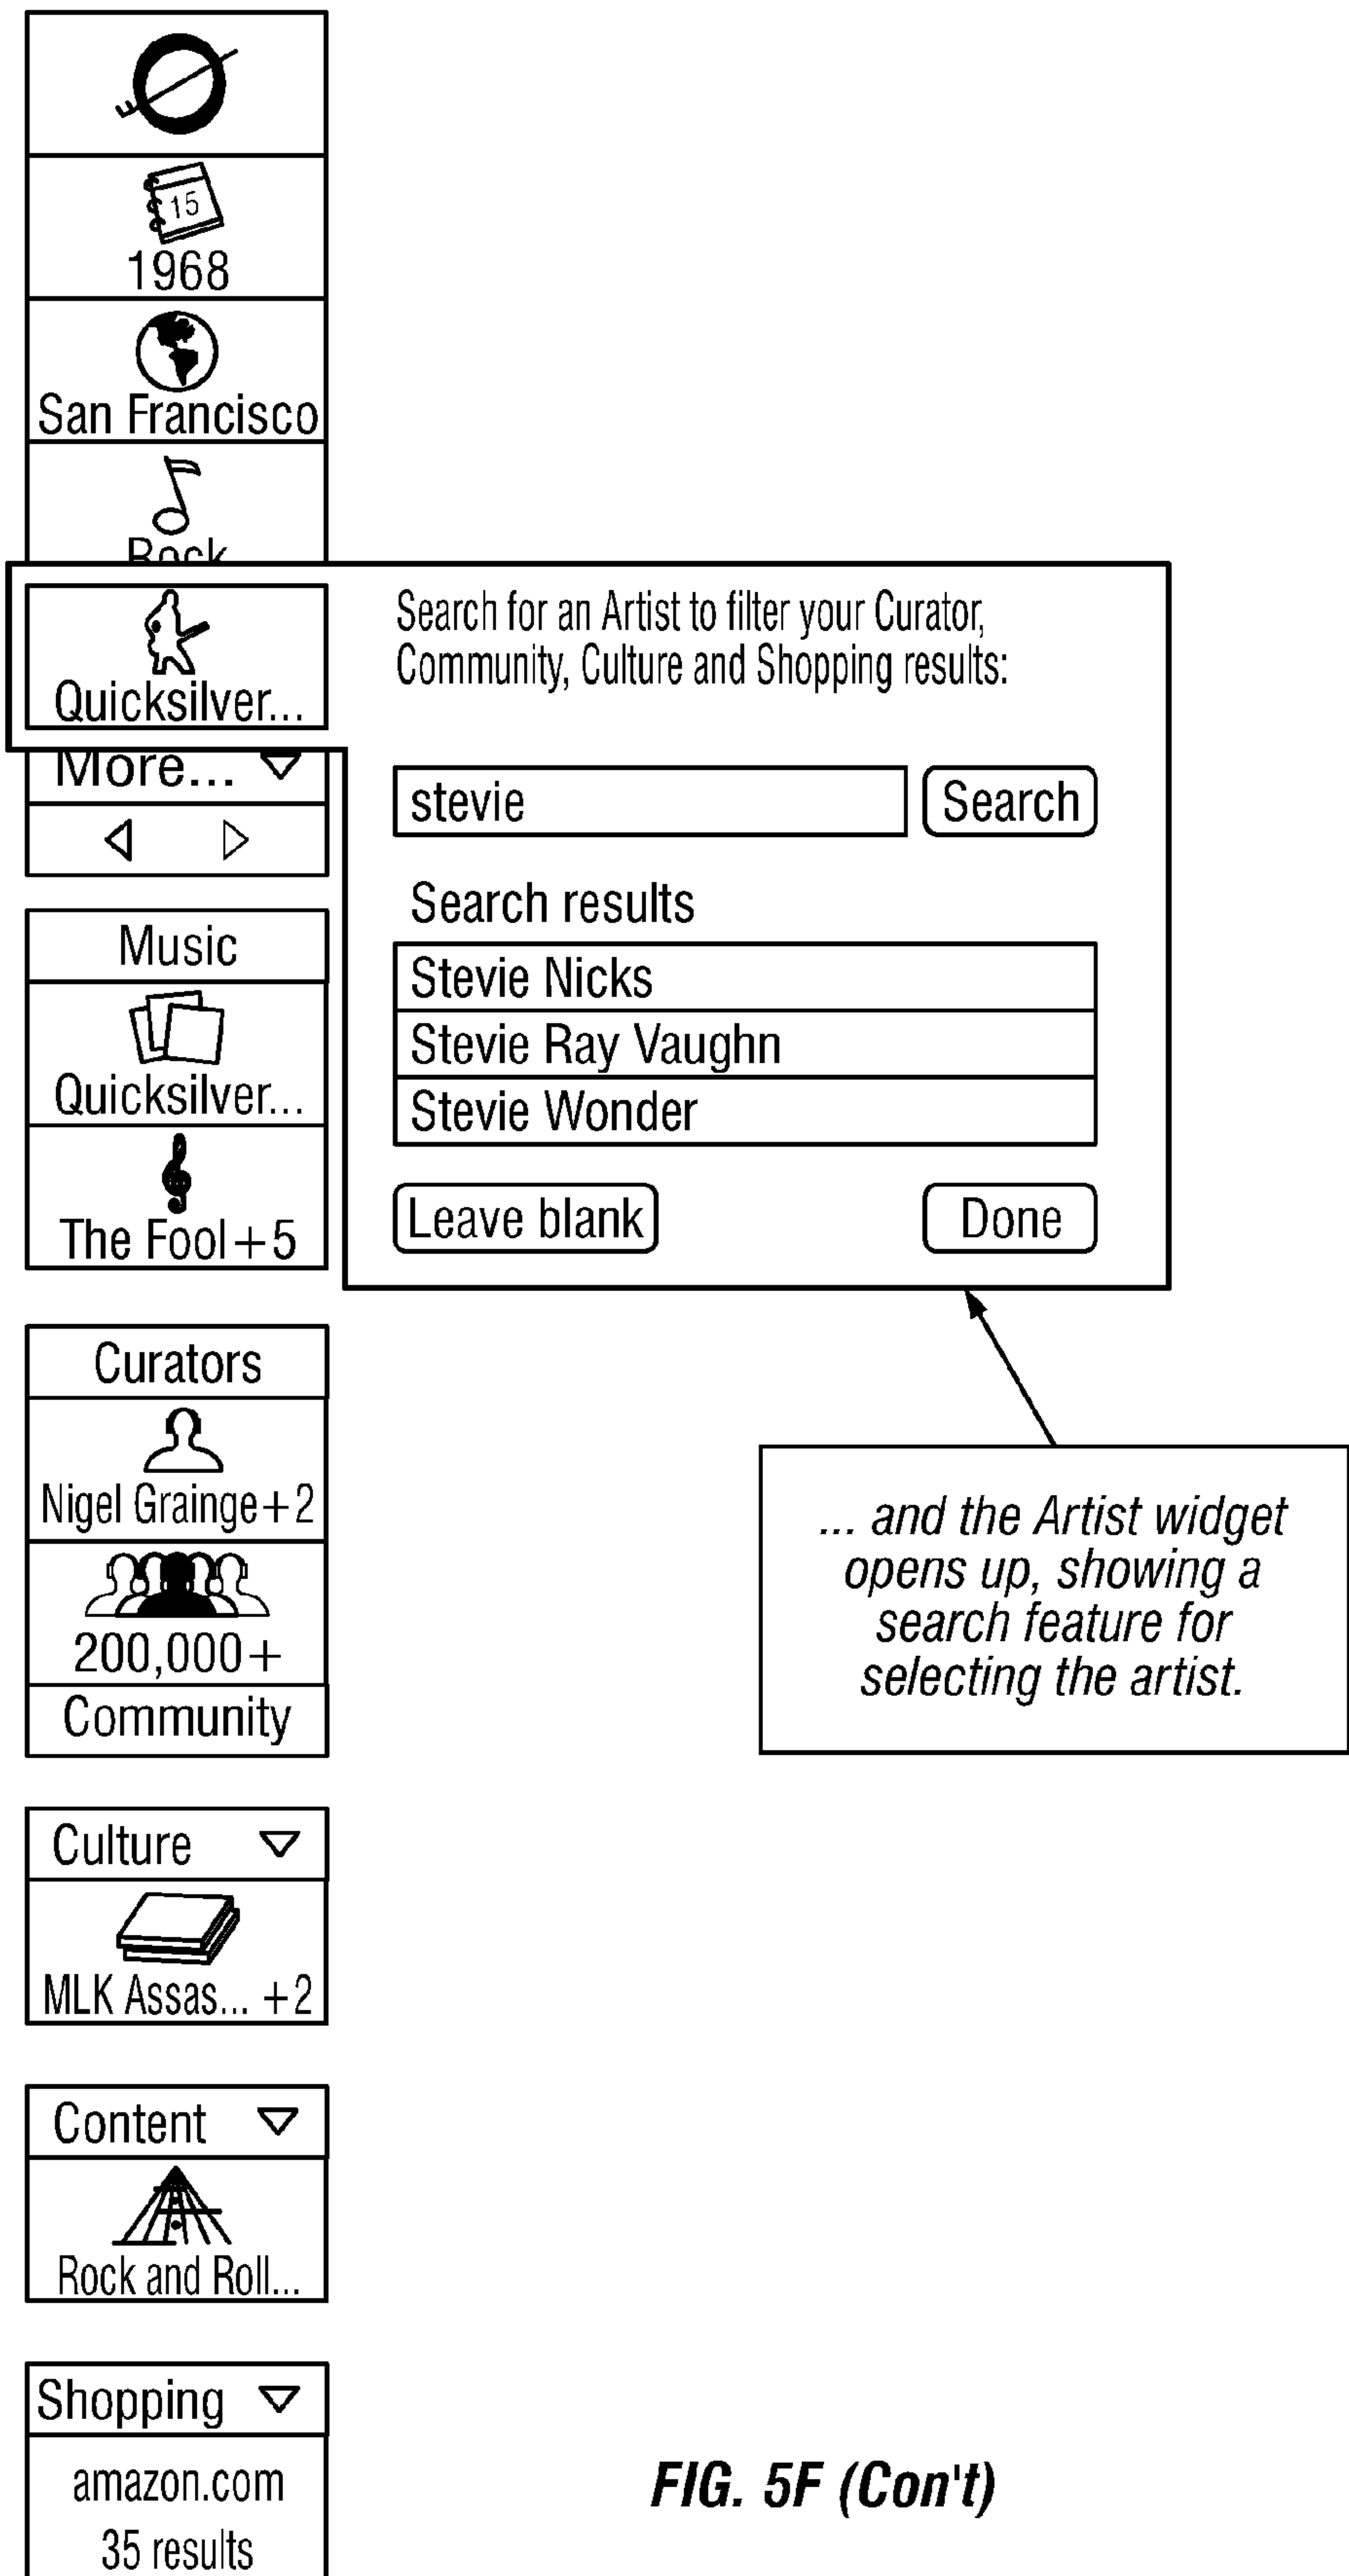 15
1968
San Francisco
Rock
Quicksilver...
More...
Search for an Artist to filter your Curator,
Community, Culture and Shopping results:
stevie
Search
Search results
Stevie Nicks
Stevie Ray Vaughn
Stevie Wonder
Leave blank
Done
Music
Quicksilver...
The Fool+5
Curators
Nigel Grainge+2
200,000+
Community
... and the Artist widget
opens up, showing a
search feature for
selecting the artist.
Culture
MLK Assas... +2
Content
Rock and Roll...
Shopping
amazon.com
35 results
FIG. 5F (Con't)